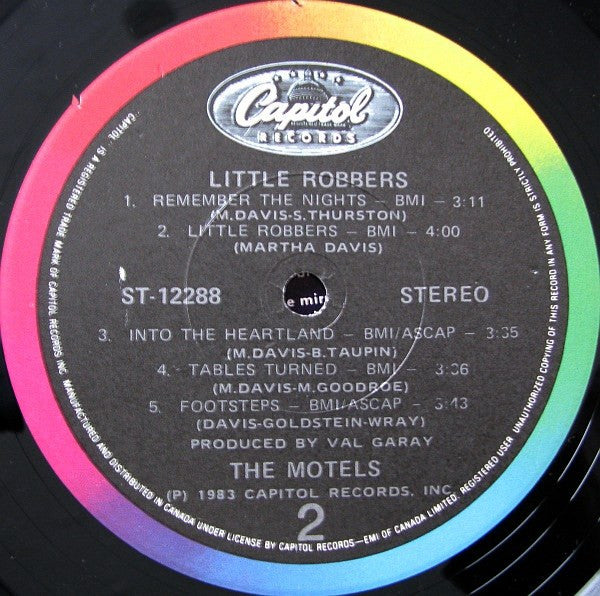 Capitol
RECORDS
LITTLE ROBBERS
1. REMEMBER THE NIGHTS – BMI – 3:11
(M.DAVIS-S.THURSTON)
2. LITTLE ROBBERS – BMI – 4:00
(MARTHA DAVIS)
ST-12288
e mir
STEREO
3. INTO THE HEARTLAND – BMI/ASCAP – 3:35
(M.DAVIS-B.TAUPIN)
4. TABLES TURNED – BMI – 3:36
(M.DAVIS-M.GOODROE)
5. FOOTSTEPS – BMI/ASCAP – 3:43
(DAVIS-GOLDSTEIN-WRAY)
PRODUCED BY VAL GARAY
THE MOTELS
(P) 1983 CAPITOL RECORDS, INC.
2
CAPITOL IS A REGISTERED TRADE MARK OF CAPITOL RECORDS INC. MANUFACTURED AND DISTRIBUTED IN CANADA UNDER LICENSE BY CAPITOL RECORDS—EMI OF CANADA LIMITED, REGISTERED USER. UNAUTHORIZED COPYING OF THIS RECORD IN ANY FORM IS STRICTLY PROHIBITED